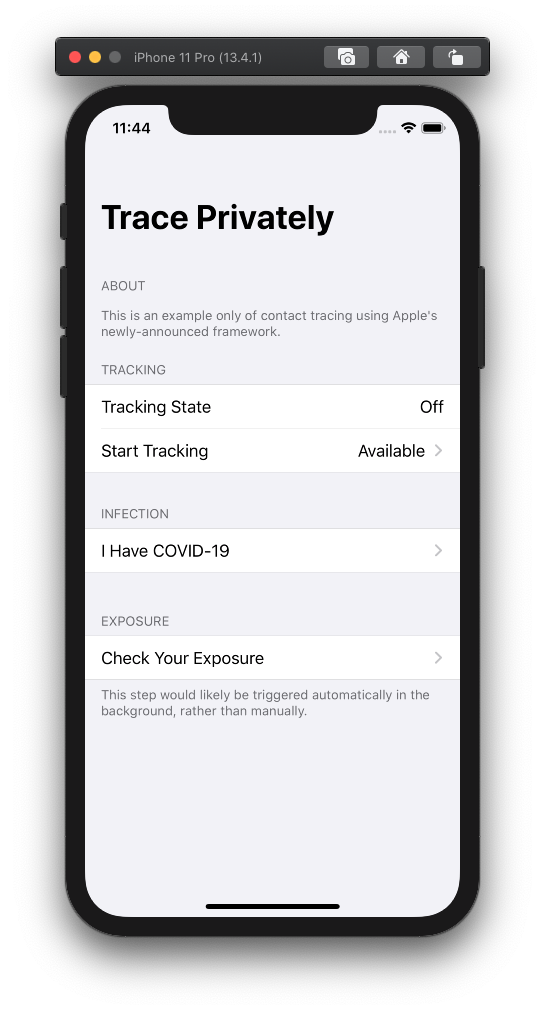 iPhone 11 Pro (13.4.1)
11:44
Trace Privately
ABOUT
This is an example only of contact tracing using Apple's
newly-announced framework.
TRACKING
Tracking State Off
Start Tracking Available
INFECTION
I Have COVID-19
EXPOSURE
Check Your Exposure
This step would likely be triggered automatically in the
background, rather than manually.